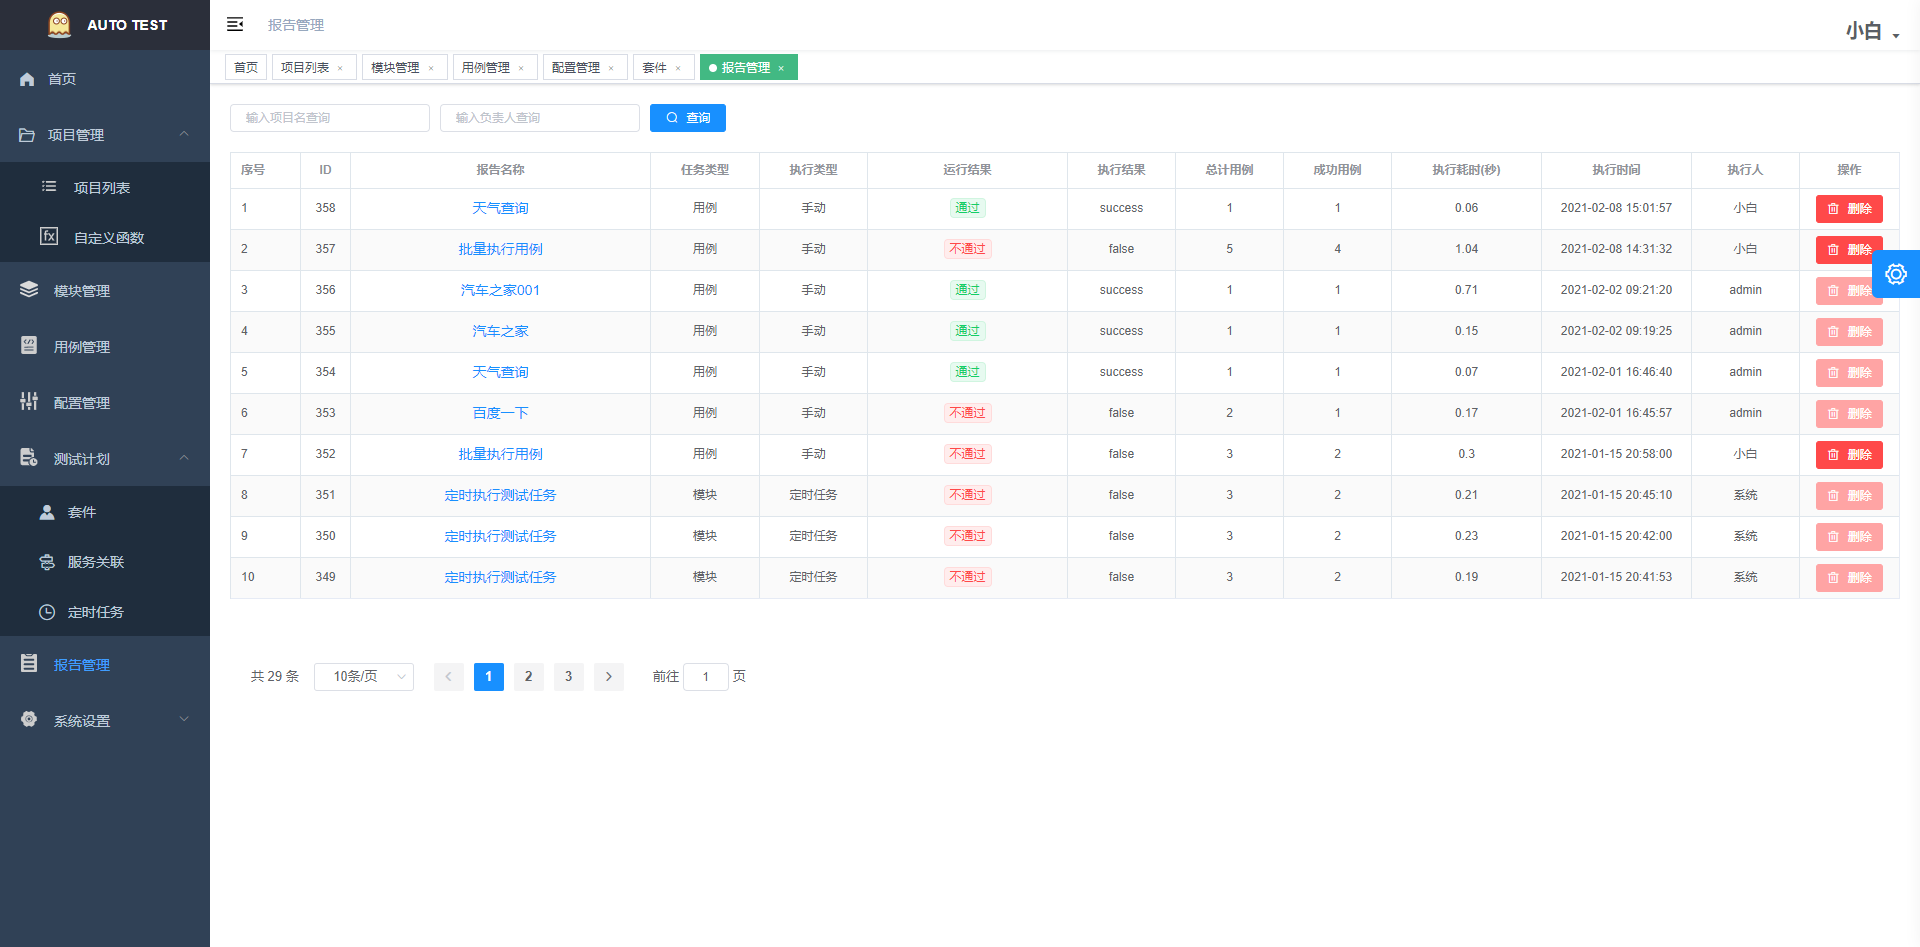 AUTO TEST
首页
项目管理
项目列表
自定义函数
模块管理
用例管理
配置管理
测试计划
套件
服务关联
定时任务
报告管理
系统设置
报告管理
小白
首页 项目列表 × 模块管理 × 用例管理 × 配置管理 × 套件 × 报告管理 ×
输入项目名查询 输入负责人查询 查询
序号 ID 报告名称 任务类型 执行类型 运行结果 执行结果 总计用例 成功用例 执行耗时(秒) 执行时间 执行人 操作
1 358 天气查询 用例 手动 通过 success 1 1 0.06 2021-02-08 15:01:57 小白 删除
2 357 批量执行用例 用例 手动 不通过 false 5 4 1.04 2021-02-08 14:31:32 小白 删除
3 356 汽车之家001 用例 手动 通过 success 1 1 0.71 2021-02-02 09:21:20 admin 删除
4 355 汽车之家 用例 手动 通过 success 1 1 0.15 2021-02-02 09:19:25 admin 删除
5 354 天气查询 用例 手动 通过 success 1 1 0.07 2021-02-01 16:46:40 admin 删除
6 353 百度一下 用例 手动 不通过 false 2 1 0.17 2021-02-01 16:45:57 admin 删除
7 352 批量执行用例 用例 手动 不通过 false 3 2 0.3 2021-01-15 20:58:00 小白 删除
8 351 定时执行测试任务 模块 定时任务 不通过 false 3 2 0.21 2021-01-15 20:45:10 系统 删除
9 350 定时执行测试任务 模块 定时任务 不通过 false 3 2 0.23 2021-01-15 20:42:00 系统 删除
10 349 定时执行测试任务 模块 定时任务 不通过 false 3 2 0.19 2021-01-15 20:41:53 系统 删除
共 29 条 10条/页 1 2 3 前往 1 页